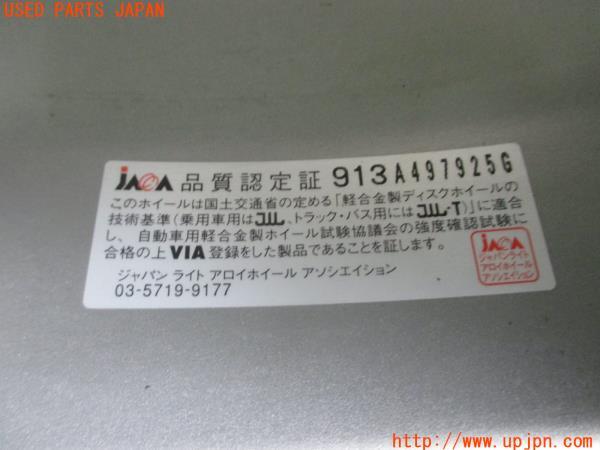 USED PARTS JAPAN
JAWA 品質認定証 913A497925G
このホイールは国土交通省の定める「軽合金製ディスクホイールの
技術基準(乗用車用はJWL、トラック・バス用にはJWL-T)」に適合
し、自動車用軽合金製ホイール試験協議会の強度確認試験に
合格の上VIA登録をした製品であることを証します。
ジャパン ライト アロイホイール アソシエイション
03-5719-9177
JAWA
ジャパンライト
アロイホイール
アソシエイション
http://www.upjpn.com/